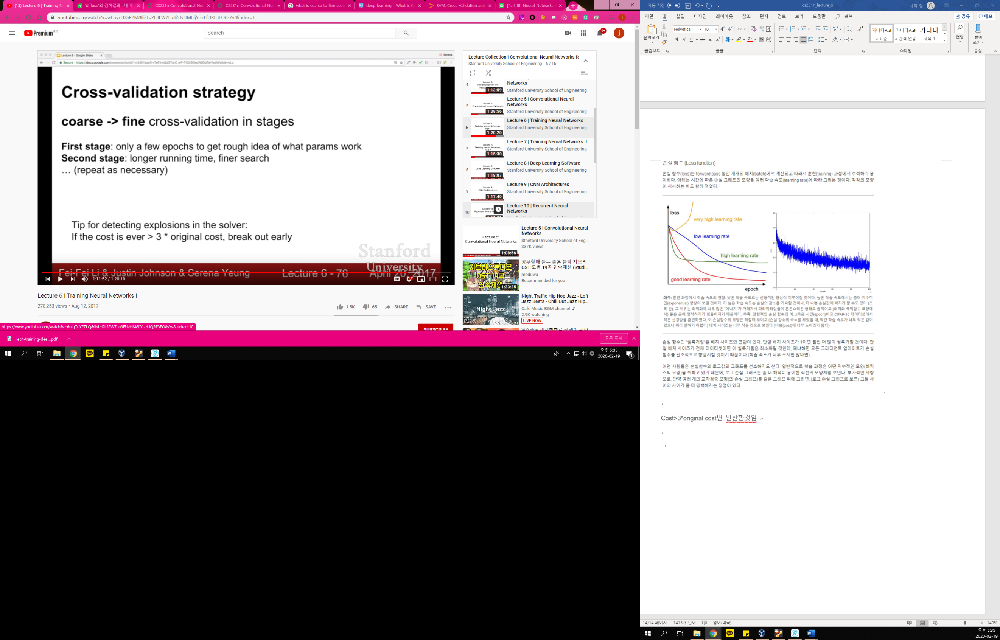 (15) Lecture 6 | Training N
'diffuse'의 검색결과 : 네이
CS231n Convolutional Neu
CS231n Convolutional Neu
what is coarse to fine sear
deep learning - What is Co
SVM: Cross-Validation and
[Part Ⅲ. Neural Networks
youtube.com/watch?v=wEoyxE0GP2M&list=PL3FW7Lu3i5JvHM8ljYj-zLfQRF3EO8sYv&index=6
Premium KR
Search
9+
j
Lecture 6 - Google Slides
Serena
Cross-validation strategy
coarse -> fine cross-validation in stages
First stage: only a few epochs to get rough idea of what params work
Second stage: longer running time, finer search
… (repeat as necessary)
Tip for detecting explosions in the solver:
If the cost is ever > 3 * original cost, break out early
Stanford
University
Fei-Fei Li & Justin Johnson & Serena Yeung
Lecture 6 - 76
April 20, 2017
1:11:52 / 1:20:19
Lecture 6 | Training Neural Networks I
278,253 views • Aug 12, 2017
1.5K
65
SHARE
SAVE
SUBSCRIBE
Lecture Collection | Convolutional Neural Networks fc
Stanford University School of Engineering - 6 / 16
4
1:13:59
Networks
Stanford University School of Engineering
5
1:08:56
Lecture 5 | Convolutional Neural
Networks
Stanford University School of Engineering
1:20:20
Lecture 6 | Training Neural Networks I
Stanford University School of Engineering
7
1:15:30
Lecture 7 | Training Neural Networks II
Stanford University School of Engineering
8
1:18:07
Lecture 8 | Deep Learning Software
Stanford University School of Engineering
9
1:17:40
Lecture 9 | CNN Architectures
Stanford University School of Engineering
10
Lecture 10 | Recurrent Neural
Networks
Lecture 5:
Convolutional Neural Networks
1:08:56
Lecture 5 | Convolutional Neural
Networks
Stanford University School of Eng...
337K views
지브리스튜디오
OST 19곡
연속재생
1:33:25
공부할때 듣는 좋은 음악 지브리
OST 모음 19곡 연속재생 (Studi...
moduwa
Recommended for you
Night Jazz
Night Traffic Hip Hop Jazz - Lofi
Jazz Beats - Chill Out Jazz Hip...
Cafe Music BGM channel
2.9K watching
LIVE NOW
https://www.youtube.com/watch?v=6niqTuYFZLQ&list=PL3FW7Lu3i5JvHM8ljYj-zLfQRF3EO8sYv&index=10
lec4-training-dee....pdf
모두 표시
오후 5:35
2020-02-19
자동 저장
cs231n_lecture_6
새하 정
파일 홈 삽입 디자인 레이아웃 참조 편지 검토 보기 도움말 검색
공유
메모
붙여넣기
Helvetica
10
가나다AaB
가나다AaB
가나다.
표준
간격 없음
제목 1
편집
받아
쓰기
클립보드
글꼴
단락
스타일
음성
손실 함수 (Loss function)
손실 함수(loss)는 forward pass 동안 개개의 배치(batch)에서 계산되고 따라서 훈련(training) 과정에서 추적하기 용
이하다. 아래는 시간에 따른 손실 그래프의 모양을 여러 학습 속도(learning rate)에 따라 그려본 것이다. 각각의 모양
이 시사하는 바도 함께 적었다:
loss
very high learning rate
low learning rate
high learning rate
good learning rate
epoch
좌측: 훈련 과정에서 학습 속도의 영향. 낮은 학습 속도로는 선형적인 향상이 이루어질 것이다. 높은 학습 속도에서는 좀더 지수적
인(exponential) 향상이 보일 것이다. 더 높은 학습 속도는 손실의 감소를 가속할 것이나, 더 나쁜 손실값에 빠지게 할 수도 있다 (초
록 선). 그 이유는 최적화에 너무 많은 "에너지"가 가해져서 파라미터값들이 혼돈스러운 형태로 움직이고 (최적화 목적함수 모양에
서) 좋은 곳에 정착하기가 힘들어지기 때문이다. 우측: 전형적인 손실 함수의 예. x축은 시간(epoch)이고 CIFAR-10 데이터셋에서
작은 신경망을 훈련하였다. 이 손실함수의 모양은 적절해 보이고 (손실 감소의 속ㄷ를 보았을 때, 약간 학습 속도가 너무 작은 감이
있으나 뭐라 말하기 어렵다) 배치 사이즈는 너무 작은 것으로 보인다 (비용(cost)에 너무 노이즈가 많다).
손실 함수의 "씰룩거림"은 배치 사이즈와 연관이 있다. 만일 배치 사이즈가 1이면 훨씬 더 많이 씰룩거릴 것이다. 만
일 배치 사이즈가 전체 데이터셋이면 이 씰룩거림은 최소화될 것인데, 왜냐하면 모든 그라디언트 업데이트가 손실
함수를 단조적으로 향상시킬 것이기 때문이다 (학습 속도가 너무 크지만 않다면).
어떤 사람들은 손실함수의 로그값의 그래프를 선호하기도 한다. 일반적으로 학습 과정은 어떤 지수적인 모양(하키
스틱 모양)을 취하고 있기 때문에, 로그 손실 그래프는 좀 더 해석이 용이한 직선의 모양처럼 보인다. 부가적인 사항
으로, 만약 여러 개의 교차검증 모형(의 손실 그래프)를 같은 그래프 위에 그리면, (로그 손실 그래프로 보면) 그들 사
이의 차이가 좀 더 명백해지는 장점이 있다.
Cost>3*original cost면 발산한것임
14/14 페이지
1415개 단어
영어(미국)
140%
오후 5:35
2020-02-19